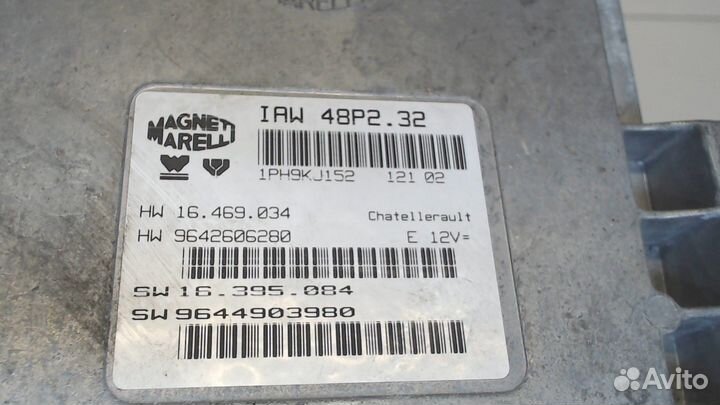 MARELLI
MAGNETI
MARELLI
IAW 48P2.32
1PH9KJ152 121 02
HW 16.469.034 Chatellerault
HW 9642606280 E 12V=
SW 16.395.084
SW 9644903980
Avito